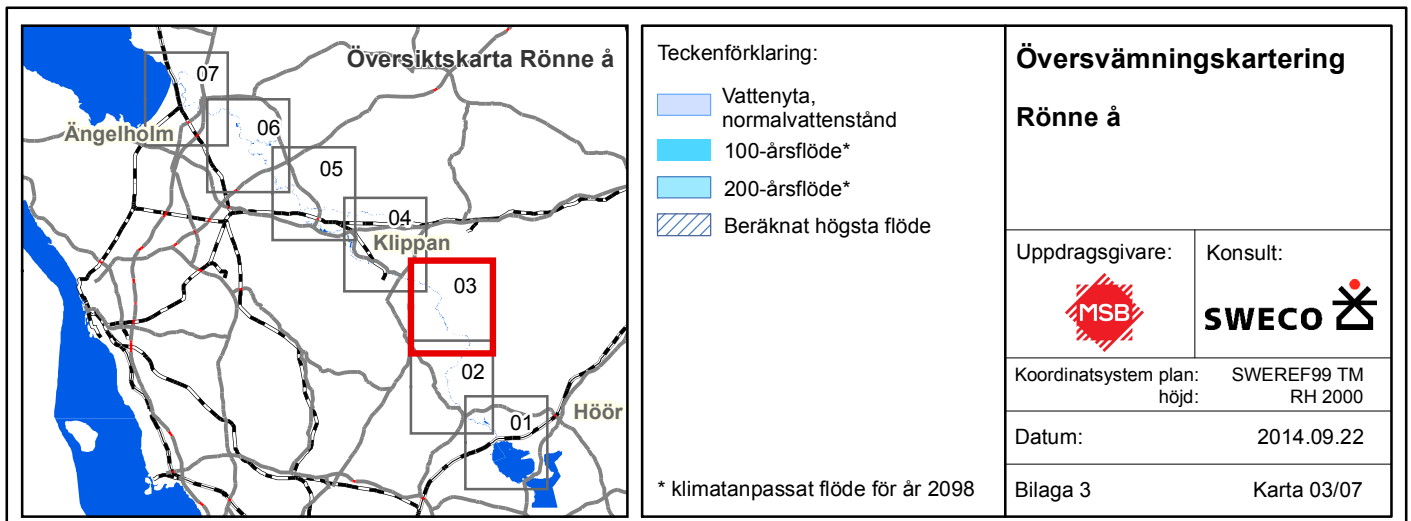 Översiktskarta Rönne å
07
Ängelholm
06
05
04
Klippan
03
02
01
Höör
Teckenförklaring:
Vattenyta,
normalvattenstånd
100-årsflöde*
200-årsflöde*
Beräknat högsta flöde
* klimatanpassat flöde för år 2098
Översvämningskartering
Rönne å
Uppdragsgivare:
MSB
Konsult:
SWECO
Koordinatsystem plan: SWEREF99 TM
höjd: RH 2000
Datum: 2014.09.22
Bilaga 3 Karta 03/07